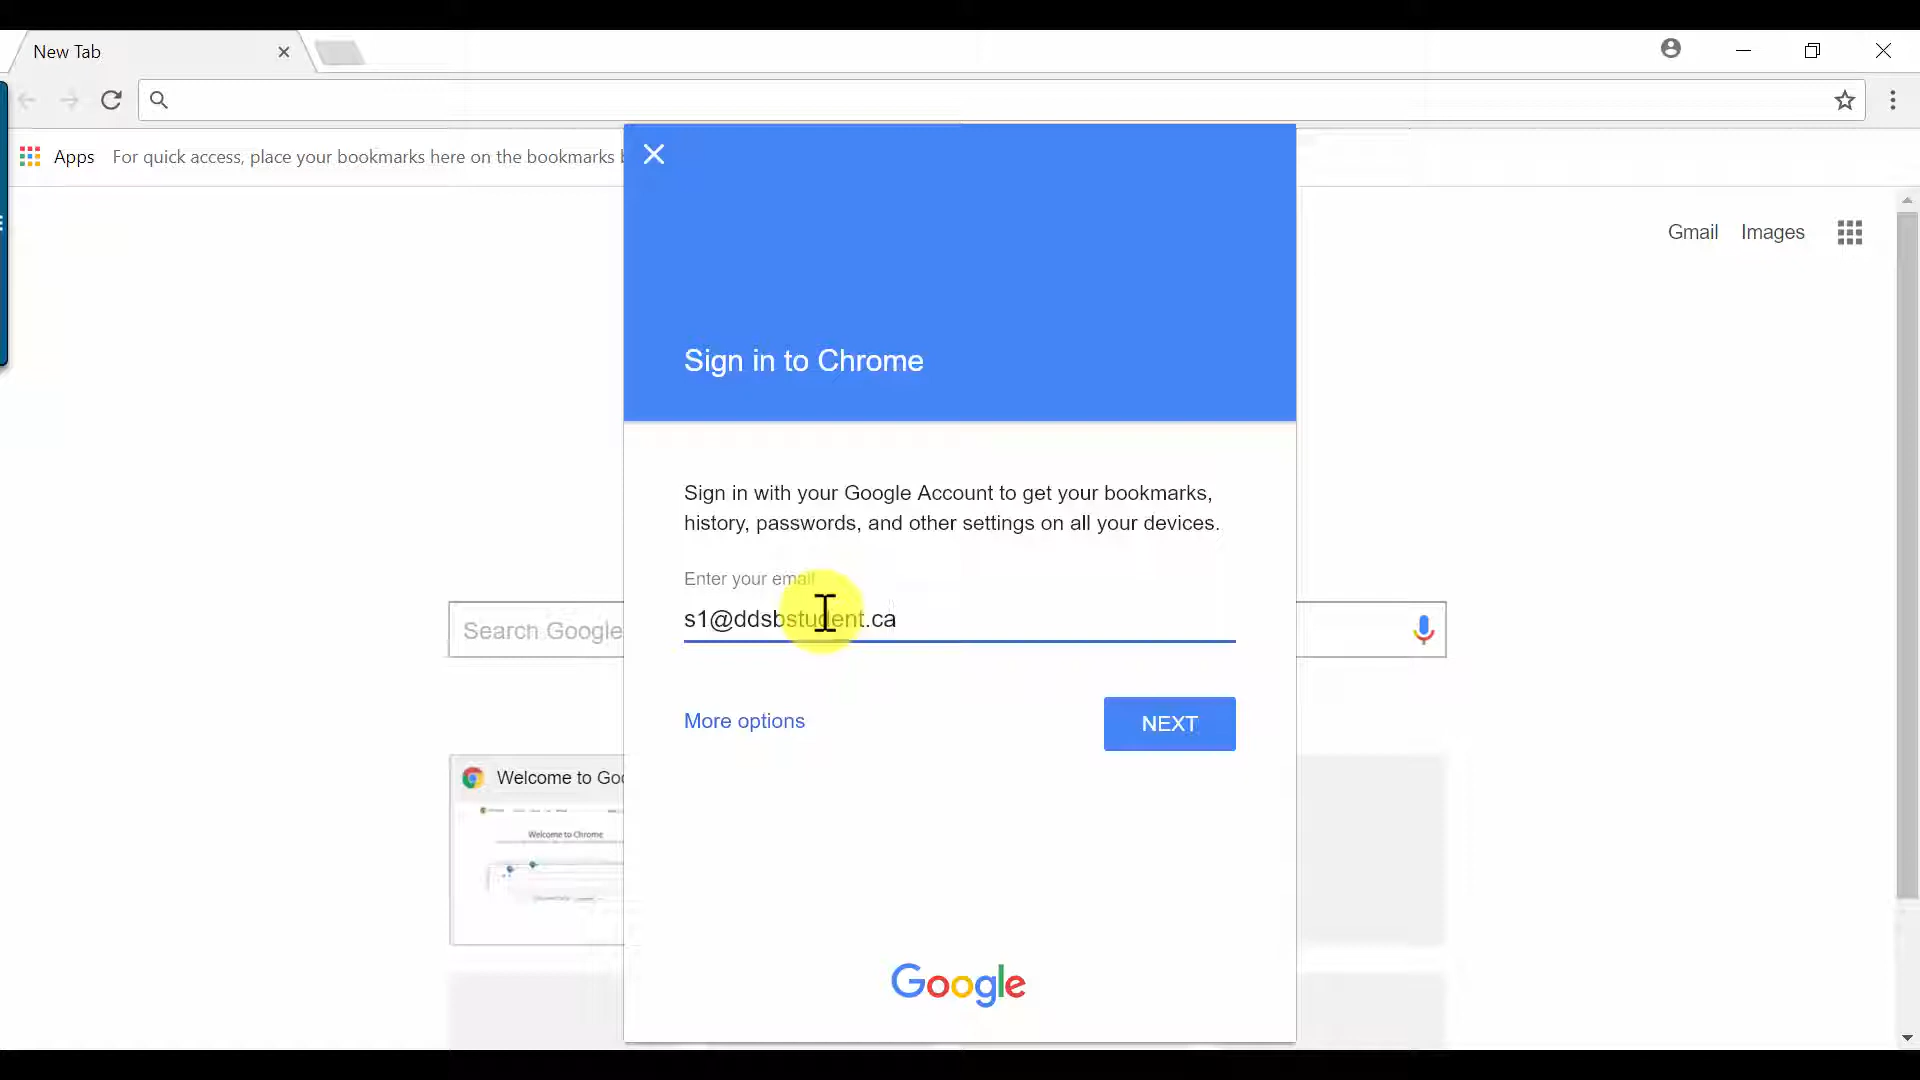 New Tab
Apps
For quick access, place your bookmarks here on the bookmarks
Gmail
Images
Sign in to Chrome
Sign in with your Google Account to get your bookmarks,
history, passwords, and other settings on all your devices.
Enter your email
s1@ddsbstudent.ca
Search Google
More options
NEXT
Welcome to Goo
Welcome to Chrome
Google